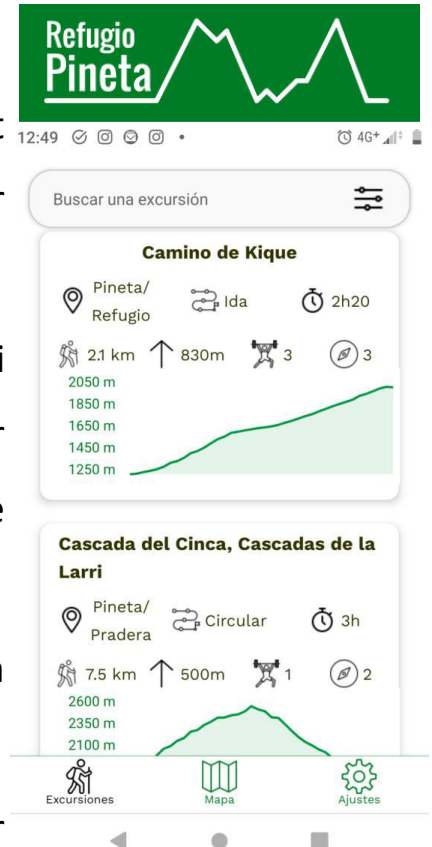 Refugio
Pineta
12:49
4G+
Buscar una excursión
Camino de Kique
Pineta/
Refugio
Ida
2h20
2.1 km
830m
3
3
2050 m
1850 m
1650 m
1450 m
1250 m
Cascada del Cinca, Cascadas de la
Larri
Pineta/
Pradera
Circular
3h
7.5 km
500m
1
2
2600 m
2350 m
2100 m
Excursiones
Mapa
Ajustes